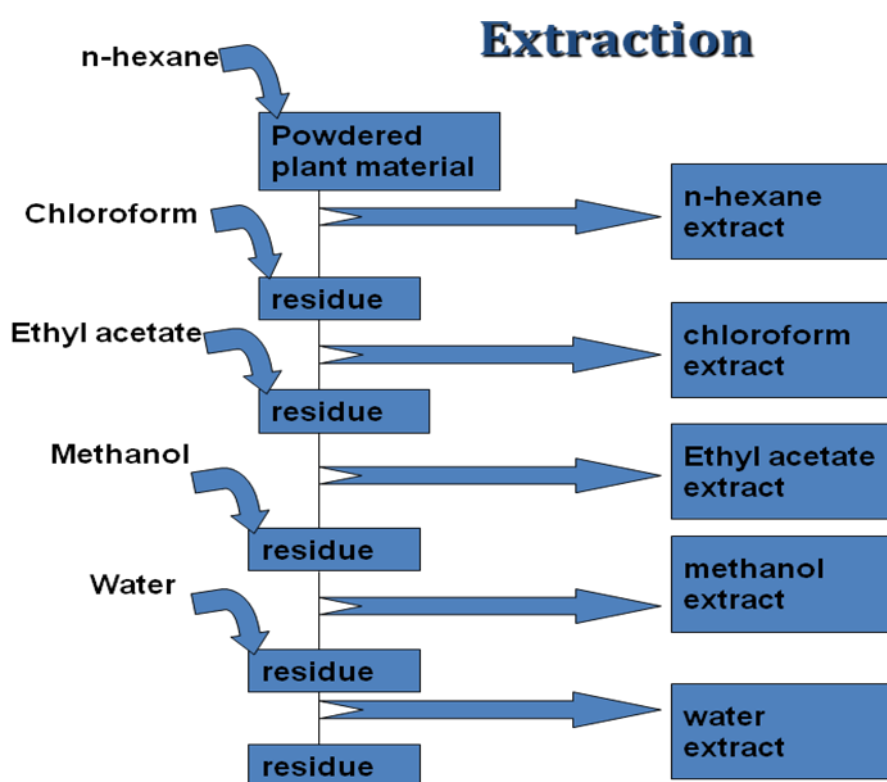 Extraction
n-hexane
Powdered
plant material
n-hexane
extract
Chloroform
residue
chloroform
extract
Ethyl acetate
residue
Ethyl acetate
extract
Methanol
residue
methanol
extract
Water
residue
water
extract
residue